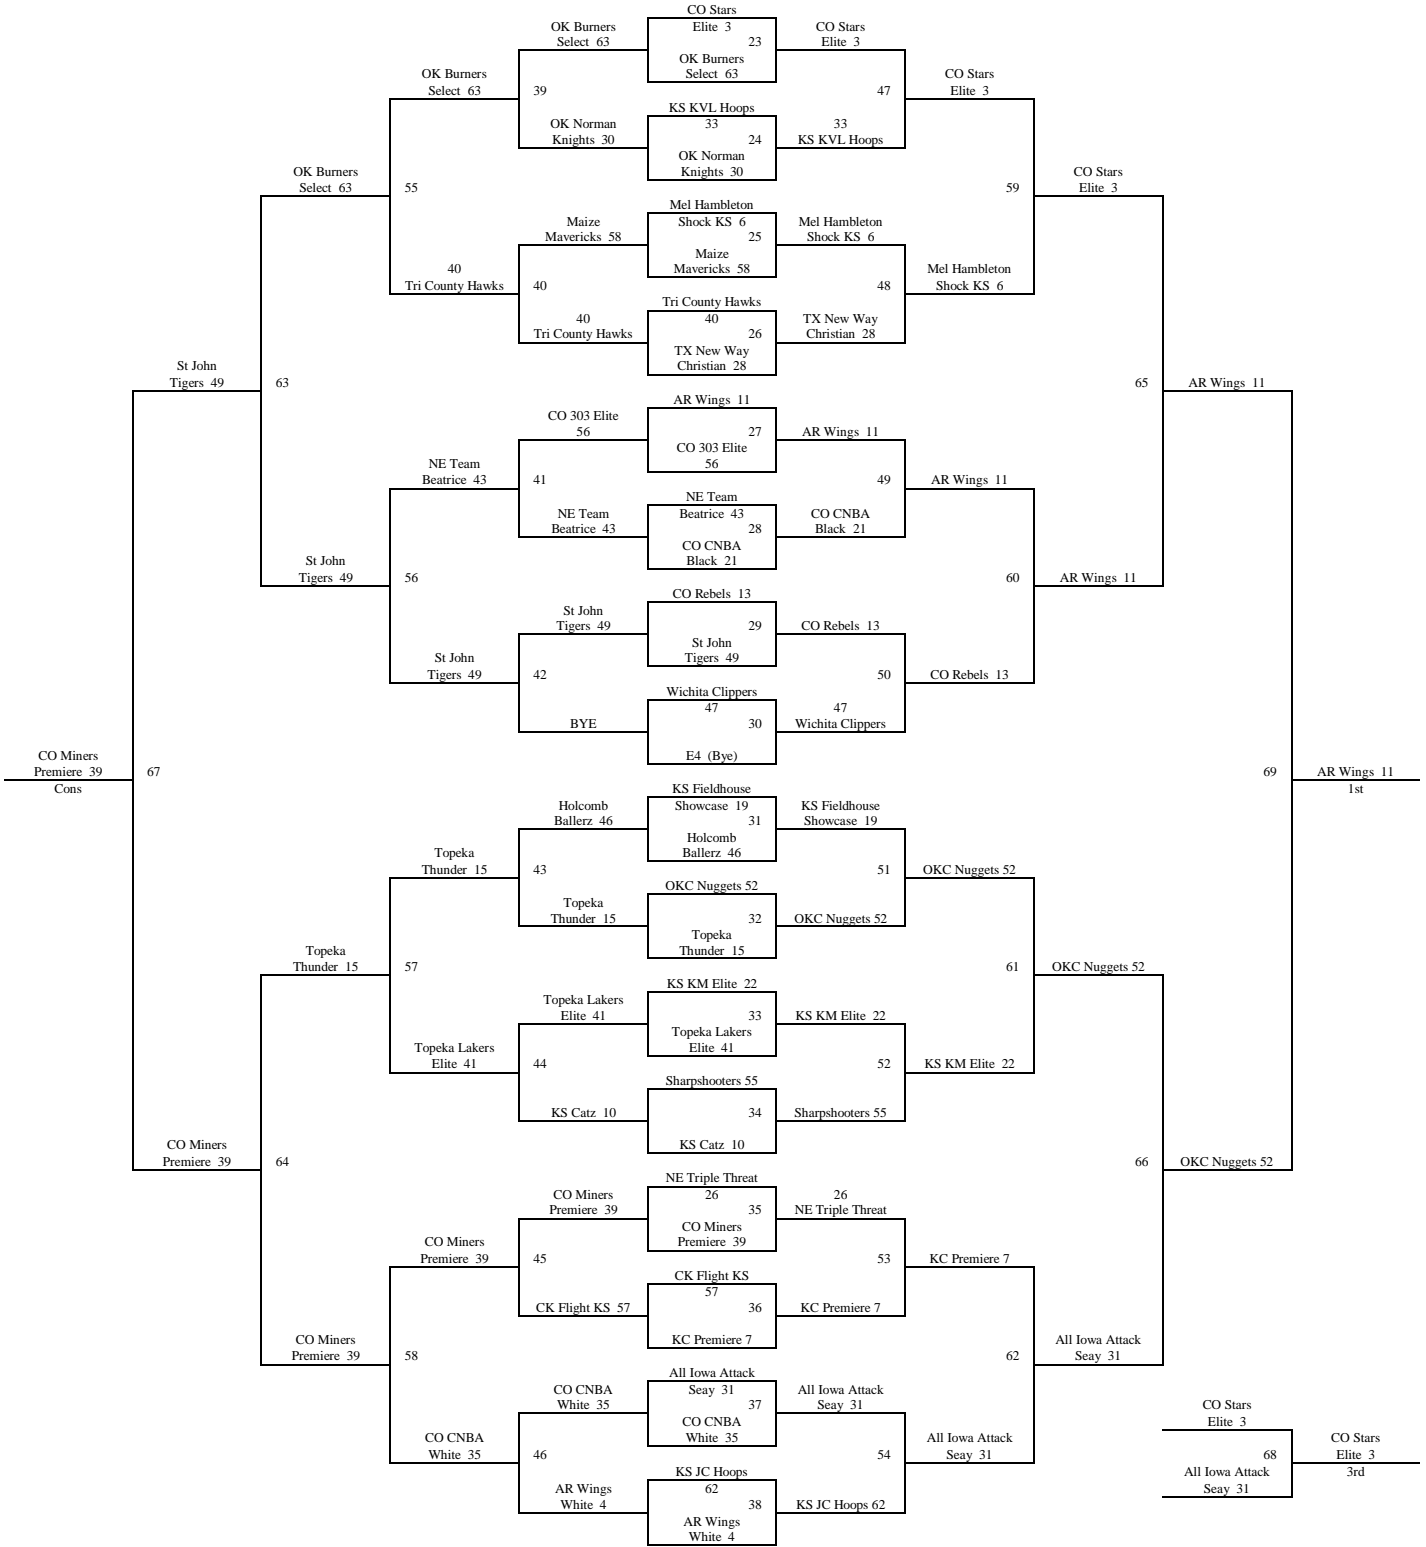 CO Stars
Elite 3
23
OK Burners
Select 63
OK Burners
Select 63
CO Stars
Elite 3
OK Burners
Select 63
39
47
CO Stars
Elite 3
KS KVL Hoops
33
24
OK Norman
Knights 30
OK Norman
Knights 30
33
KS KVL Hoops
OK Burners
Select 63
55
59
CO Stars
Elite 3
Mel Hambleton
Shock KS 6
25
Maize
Mavericks 58
Maize
Mavericks 58
Mel Hambleton
Shock KS 6
40
Tri County Hawks
40
48
Mel Hambleton
Shock KS 6
Tri County Hawks
40
26
TX New Way
Christian 28
40
Tri County Hawks
TX New Way
Christian 28
St John
Tigers 49
63
65
AR Wings 11
AR Wings 11
27
CO 303 Elite
56
CO 303 Elite
56
AR Wings 11
NE Team
Beatrice 43
41
49
AR Wings 11
NE Team
Beatrice 43
28
CO CNBA
Black 21
NE Team
Beatrice 43
CO CNBA
Black 21
St John
Tigers 49
56
60
AR Wings 11
CO Rebels 13
29
St John
Tigers 49
St John
Tigers 49
CO Rebels 13
St John
Tigers 49
42
50
CO Rebels 13
Wichita Clippers
47
30
E4 (Bye)
BYE
47
Wichita Clippers
CO Miners
Premiere 39
Cons
67
69
AR Wings 11
1st
KS Fieldhouse
Showcase 19
31
Holcomb
Ballerz 46
Holcomb
Ballerz 46
KS Fieldhouse
Showcase 19
Topeka
Thunder 15
43
51
OKC Nuggets 52
OKC Nuggets 52
32
Topeka
Thunder 15
Topeka
Thunder 15
OKC Nuggets 52
Topeka
Thunder 15
57
61
OKC Nuggets 52
KS KM Elite 22
33
Topeka Lakers
Elite 41
Topeka Lakers
Elite 41
KS KM Elite 22
Topeka Lakers
Elite 41
44
52
KS KM Elite 22
Sharpshooters 55
34
KS Catz 10
KS Catz 10
Sharpshooters 55
CO Miners
Premiere 39
64
66
OKC Nuggets 52
NE Triple Threat
26
35
CO Miners
Premiere 39
CO Miners
Premiere 39
26
NE Triple Threat
CO Miners
Premiere 39
45
53
KC Premiere 7
CK Flight KS
57
36
KC Premiere 7
CK Flight KS 57
KC Premiere 7
CO Miners
Premiere 39
58
62
All Iowa Attack
Seay 31
All Iowa Attack
Seay 31
37
CO CNBA
White 35
CO CNBA
White 35
All Iowa Attack
Seay 31
CO CNBA
White 35
46
54
All Iowa Attack
Seay 31
KS JC Hoops
62
38
AR Wings
White 4
AR Wings
White 4
KS JC Hoops 62
CO Stars
Elite 3
68
All Iowa Attack
Seay 31
CO Stars
Elite 3
3rd